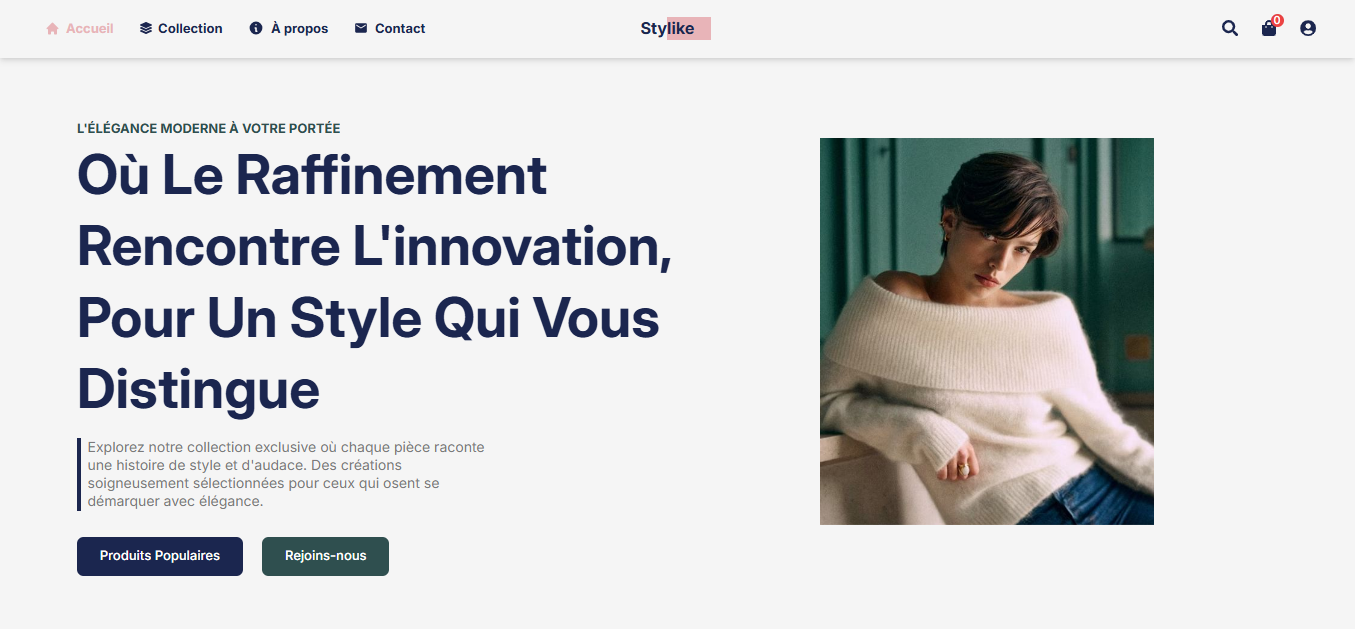 Accueil Collection À propos Contact Stylike 0
L'ÉLÉGANCE MODERNE À VOTRE PORTÉE
Où Le Raffinement
Rencontre L'innovation,
Pour Un Style Qui Vous
Distingue
Explorez notre collection exclusive où chaque pièce raconte
une histoire de style et d'audace. Des créations
soigneusement sélectionnées pour ceux qui osent se
démarquer avec élégance.
Produits Populaires Rejoins-nous